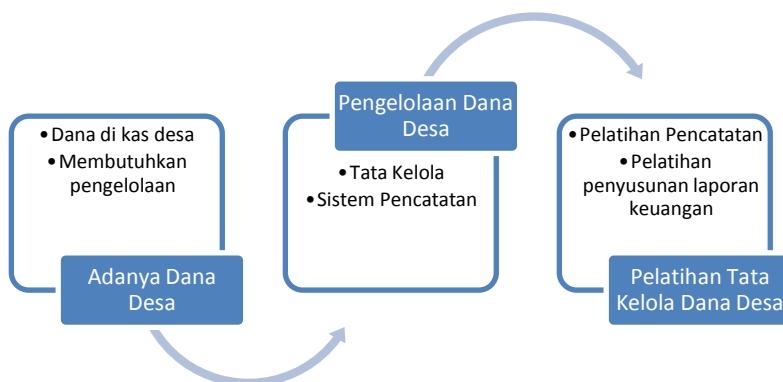 • Dana di kas desa
• Membutuhkan
pengelolaan
Adanya Dana
Desa
Pengelolaan Dana
Desa
• Tata Kelola
• Sistem Pencatatan
• Pelatihan Pencatatan
• Pelatihan
penyusunan laporan
keuangan
Pelatihan Tata
Kelola Dana Desa